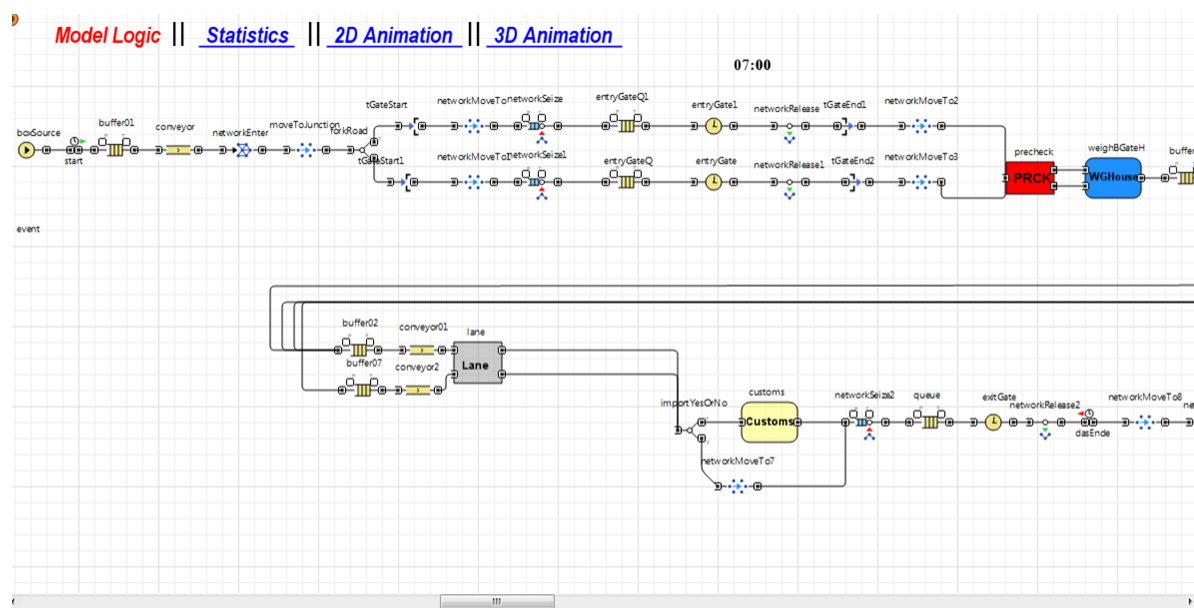 Model Logic || Statistics || 2D Animation || 3D Animation
07:00
tGateStart networkMoveTo networkSeize entryGateQ1 entryGate1 networkRelease tGateEnd1 networkMoveTo2
boxSource start buffer01 conveyor networkEnter moveToJunction forkRoad
tGateStart1 networkMoveTo1 networkSeize1 entryGateQ entryGate networkRelease1 tGateEnd2 networkMoveTo3
precheck weighBGateH buffer
PRCK WGHouse
event
buffer02 conveyor01 lane
buffer07 conveyor2 Lane
importYesOrNo customs networkSeize2 queue exitGate networkRelease2 networkMoveTo8
Customs dasEnde
networkMoveTo7